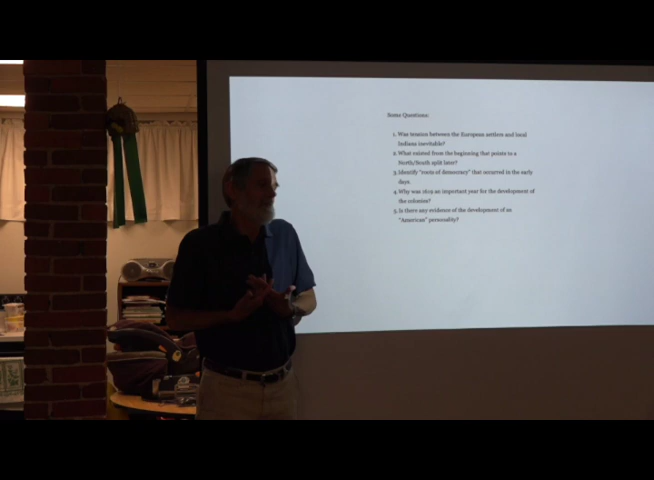 Some Questions:
1. Was tension between the European settlers and local
Indians inevitable?
2. What existed from the beginning that points to a
North/South split later?
3. Identify "roots of democracy" that occurred in the early
days.
4. Why was 1619 an important year for the development of
the colonies?
5. Is there any evidence of the development of an
"American" personality?